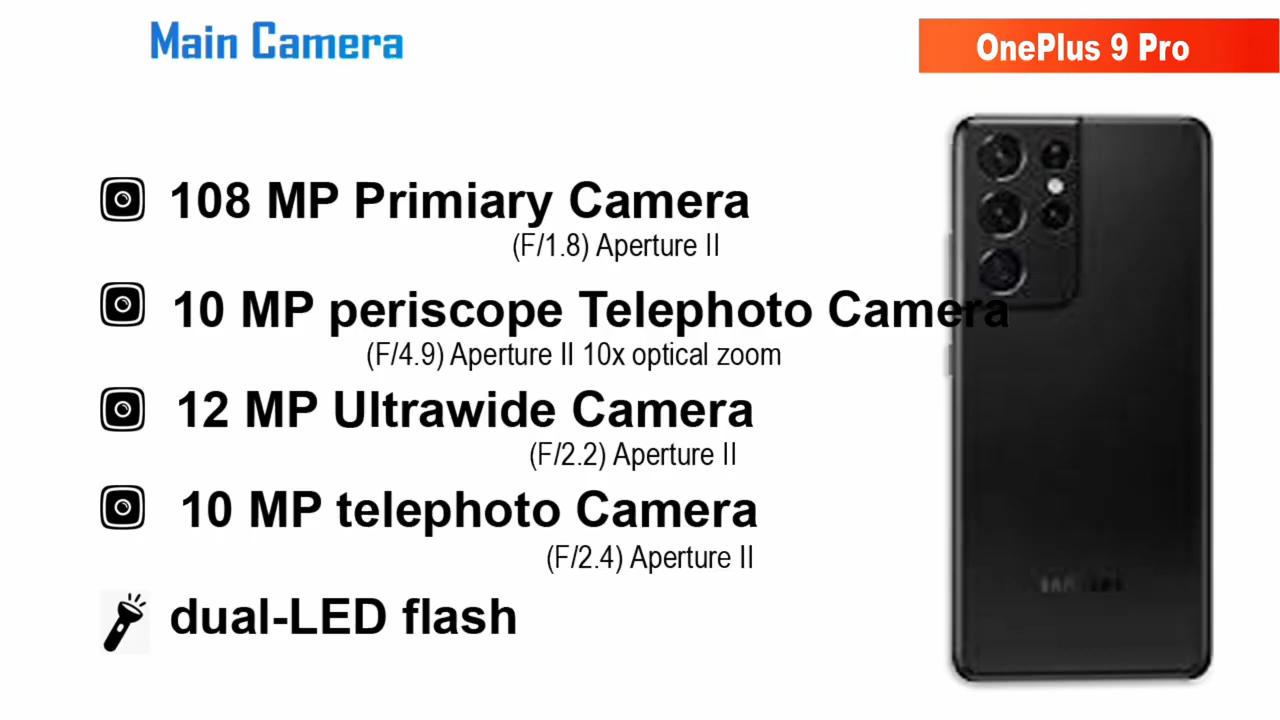 Main Camera
OnePlus 9 Pro
108 MP Primiary Camera
(F/1.8) Aperture II
10 MP periscope Telephoto Camera
(F/4.9) Aperture II 10x optical zoom
12 MP Ultrawide Camera
(F/2.2) Aperture II
10 MP telephoto Camera
(F/2.4) Aperture II
dual-LED flash
SAMSUNG